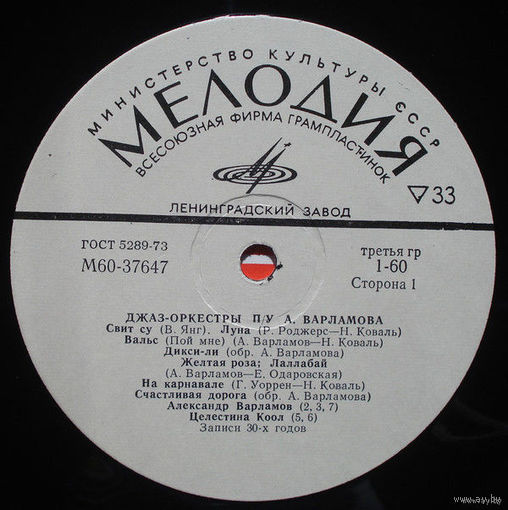 МИНИСТЕРСТВО КУЛЬТУРЫ СССР
МЕЛОДИЯ
ВСЕСОЮЗНАЯ ФИРМА ГРАМПЛАСТИНОК
33
ЛЕНИНГРАДСКИЙ ЗАВОД
ГОСТ 5289-73
М60-37647
третья гр
1-60
Сторона 1
ДЖАЗ-ОРКЕСТРЫ П/У А. ВАРЛАМОВА
Свит су (В. Янг). Луна (Р. Роджерс—Н. Коваль)
Вальс (Пой мне) (А. Варламов—Н. Коваль)
Дикси-ли (обр. А. Варламова)
Желтая роза; Лаллабай
(А. Варламов—Е. Одаровская)
На карнавале (Г. Уоррен—Н. Коваль)
Счастливая дорога (обр. А. Варламова)
Александр Варламов (2, 3, 7)
Целестина Коол (5, 6)
Записи 30-х годов
www.ay.by